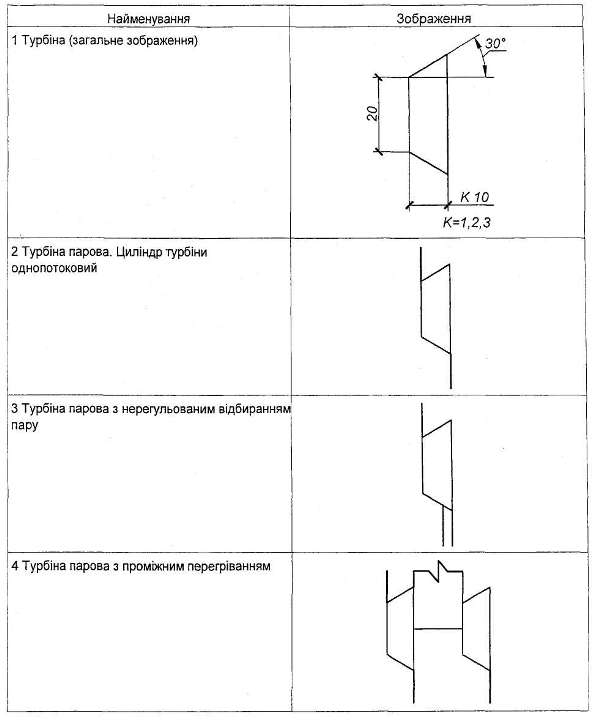 Найменування
Зображення
1 Турбіна (загальне зображення)
30°
20
К 10
К=1,2,3
2 Турбіна парова. Циліндр турбіни
однопотоковий
3 Турбіна парова з нерегульованим відбиранням
пару
4 Турбіна парова з проміжним перегріванням